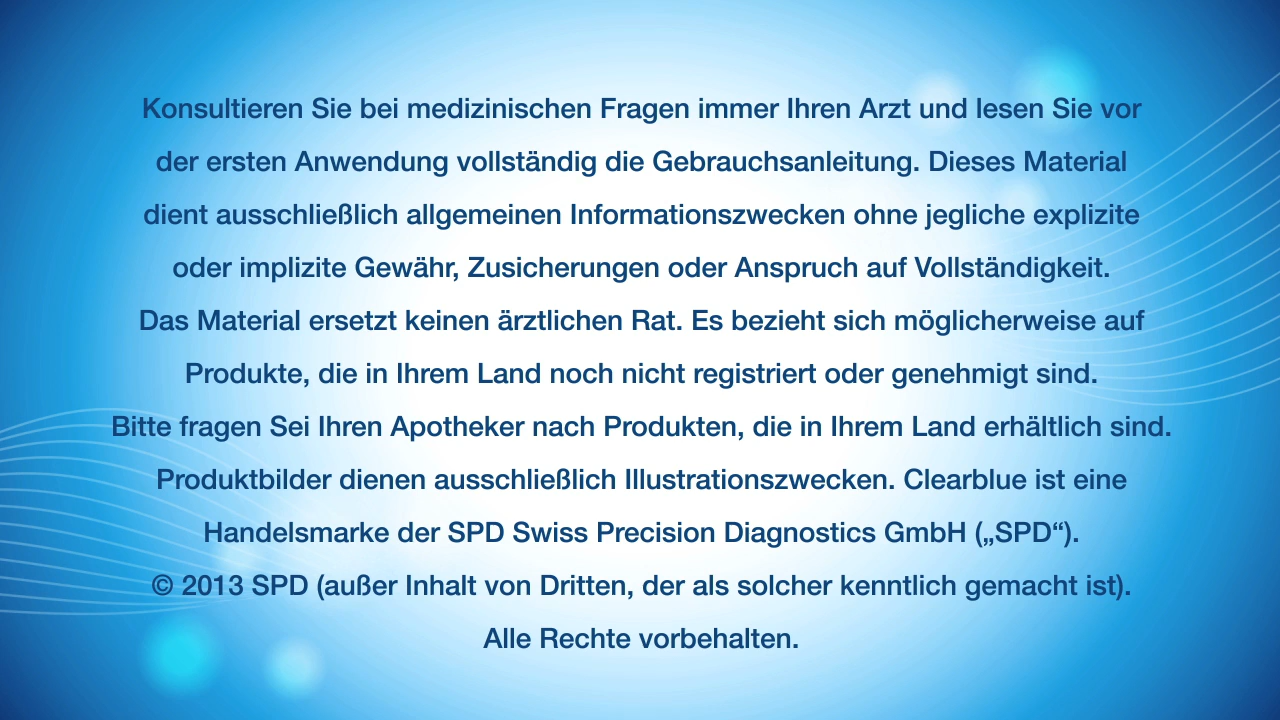 Konsultieren Sie bei medizinischen Fragen immer Ihren Arzt und lesen Sie vor
der ersten Anwendung vollständig die Gebrauchsanleitung. Dieses Material
dient ausschließlich allgemeinen Informationszwecken ohne jegliche explizite
oder implizite Gewähr, Zusicherungen oder Anspruch auf Vollständigkeit.
Das Material ersetzt keinen ärztlichen Rat. Es bezieht sich möglicherweise auf
Produkte, die in Ihrem Land noch nicht registriert oder genehmigt sind.
Bitte fragen Sei Ihren Apotheker nach Produkten, die in Ihrem Land erhältlich sind.
Produktbilder dienen ausschließlich Illustrationszwecken. Clearblue ist eine
Handelsmarke der SPD Swiss Precision Diagnostics GmbH („SPD“).
© 2013 SPD (außer Inhalt von Dritten, der als solcher kenntlich gemacht ist).
Alle Rechte vorbehalten.